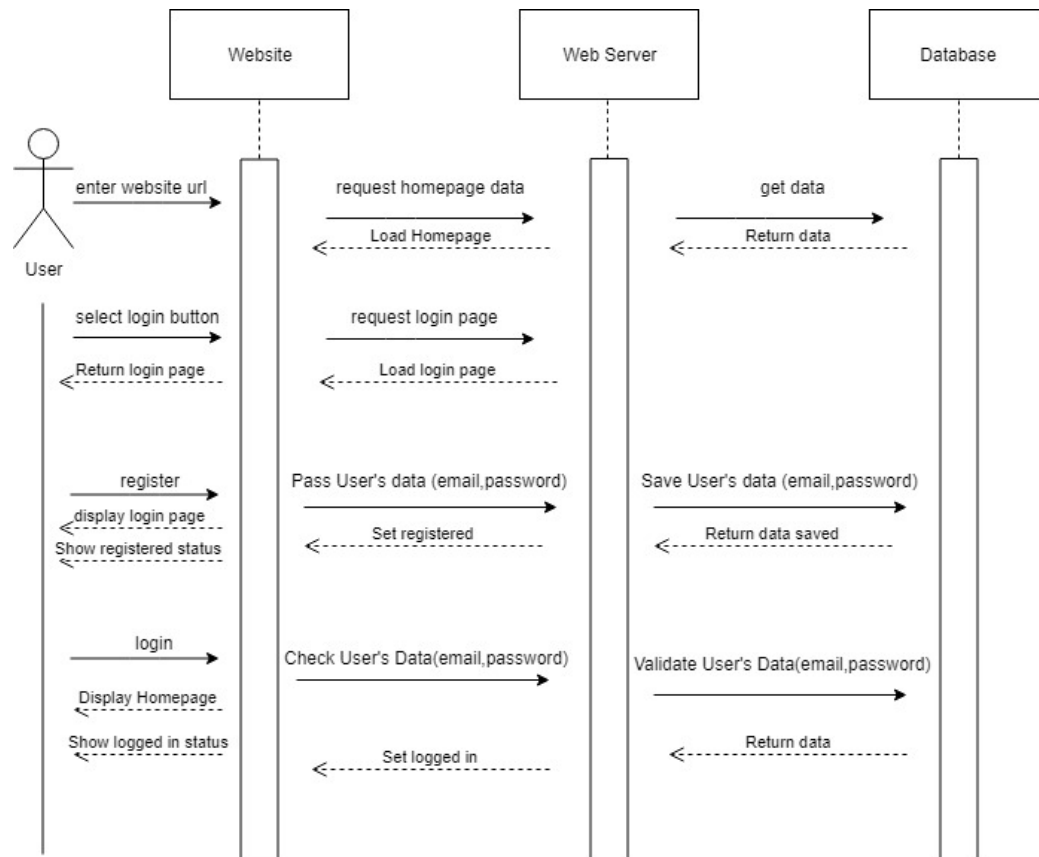 Website
Web Server
Database
User
enter website url
request homepage data
get data
Load Homepage
Return data
select login button
request login page
Return login page
Load login page
register
Pass User's data (email,password)
Save User's data (email,password)
display login page
Set registered
Return data saved
Show registered status
login
Check User's Data(email,password)
Validate User's Data(email,password)
Display Homepage
Show logged in status
Set logged in
Return data